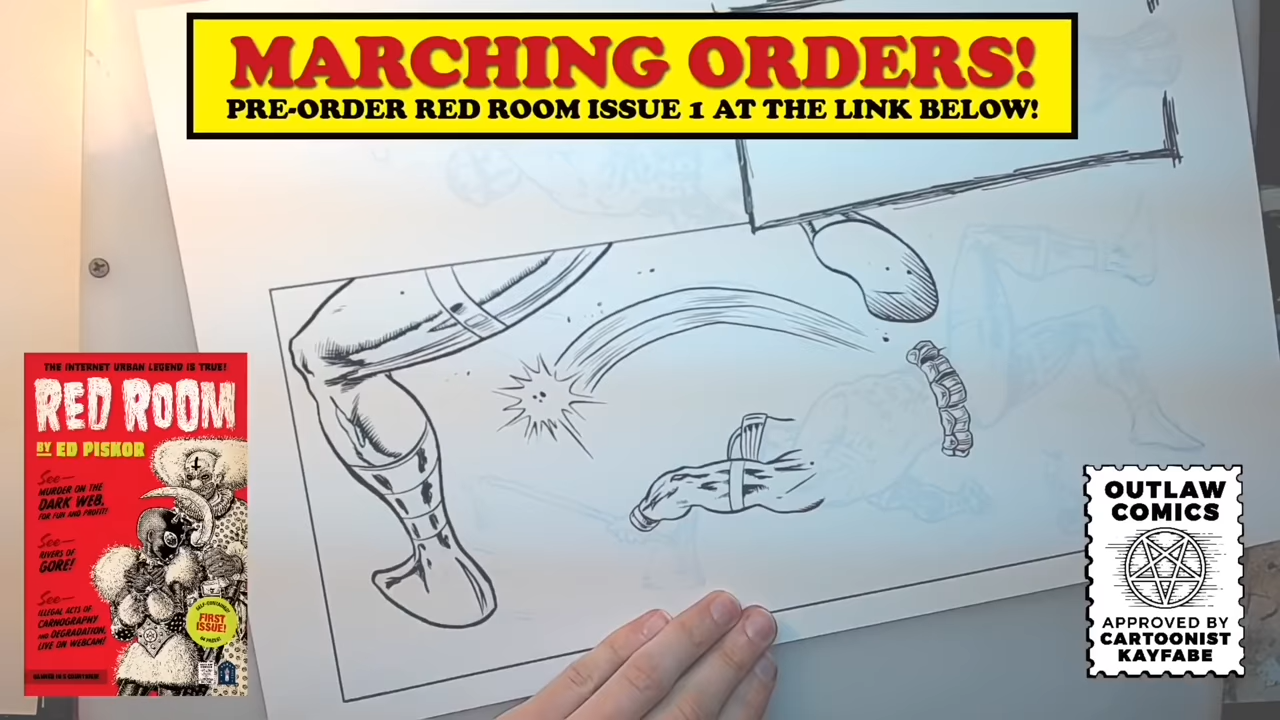 MARCHING ORDERS!
PRE-ORDER RED ROOM ISSUE 1 AT THE LINK BELOW!
THE INTERNET URBAN LEGEND IS TRUE!
RED ROOM
BY ED PISKOR
See—
MURDER ON THE
DARK WEB,
FOR FUN AND PROFIT!
See—
RIVERS OF
GORE!
See—
ILLEGAL ACTS OF
CARNOGRAPHY
AND DEGRADATION,
LIVE ON WEBCAM!
SELF-CONTAINED
FIRST
ISSUE!
OUTLAW
COMICS
APPROVED BY
CARTOONIST
KAYFABE